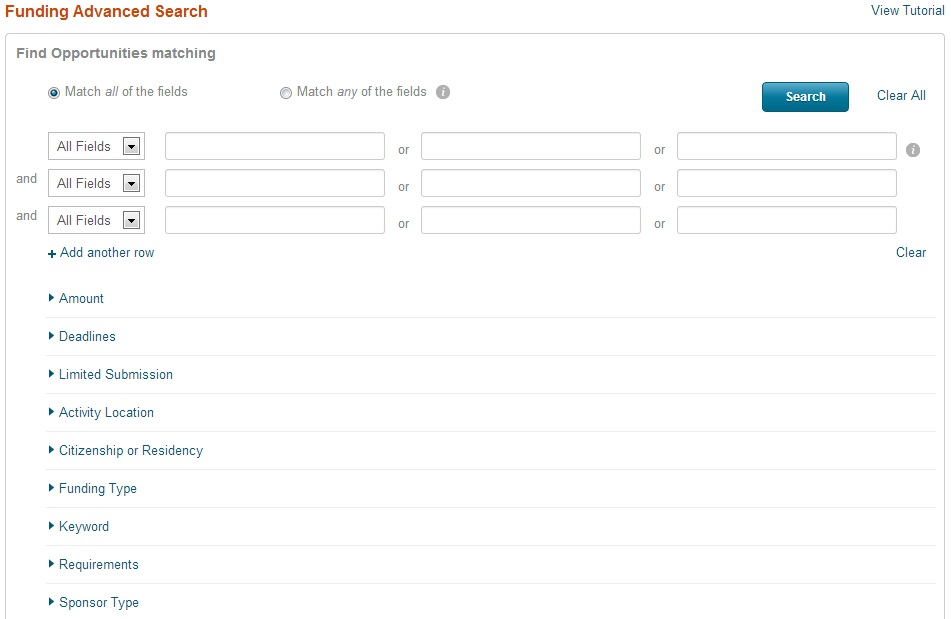 Funding Advanced Search View Tutorial
Find Opportunities matching
Match all of the fields Match any of the fields i Search Clear All
All Fields or or i
and All Fields or or
and All Fields or or
+ Add another row Clear
Amount
Deadlines
Limited Submission
Activity Location
Citizenship or Residency
Funding Type
Keyword
Requirements
Sponsor Type